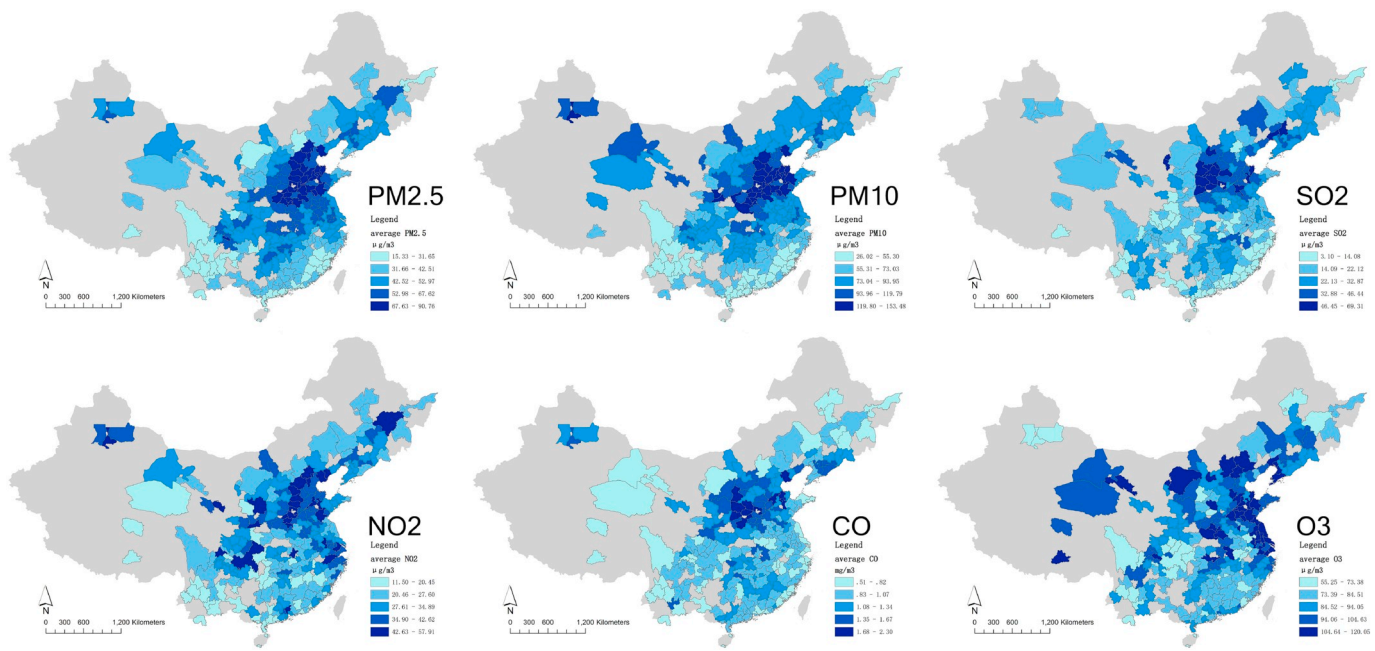 PM2.5
Legend
average PM2.5
μg/m3
15.33 - 31.65
31.66 - 42.51
42.52 - 52.97
52.98 - 67.62
67.63 - 90.76
N
0 300 600 1,200 Kilometers
PM10
Legend
average PM10
μg/m3
26.02 - 55.30
55.31 - 73.03
73.04 - 93.95
93.96 - 119.79
119.80 - 153.48
N
0 300 600 1,200 Kilometers
SO2
Legend
average SO2
μg/m3
3.10 - 14.08
14.09 - 22.12
22.13 - 32.87
32.88 - 46.44
46.45 - 69.31
N
0 300 600 1,200 Kilometers
NO2
Legend
average NO2
μg/m3
11.50 - 20.45
20.46 - 27.60
27.61 - 34.89
34.90 - 42.62
42.63 - 57.91
N
0 300 600 1,200 Kilometers
CO
Legend
average CO
mg/m3
.51 - .82
.83 - 1.07
1.08 - 1.34
1.35 - 1.67
1.68 - 2.30
N
0 300 600 1,200 Kilometers
O3
Legend
average O3
μg/m3
55.25 - 73.38
73.39 - 84.51
84.52 - 94.05
94.06 - 104.63
104.64 - 120.05
N
0 300 600 1,200 Kilometers